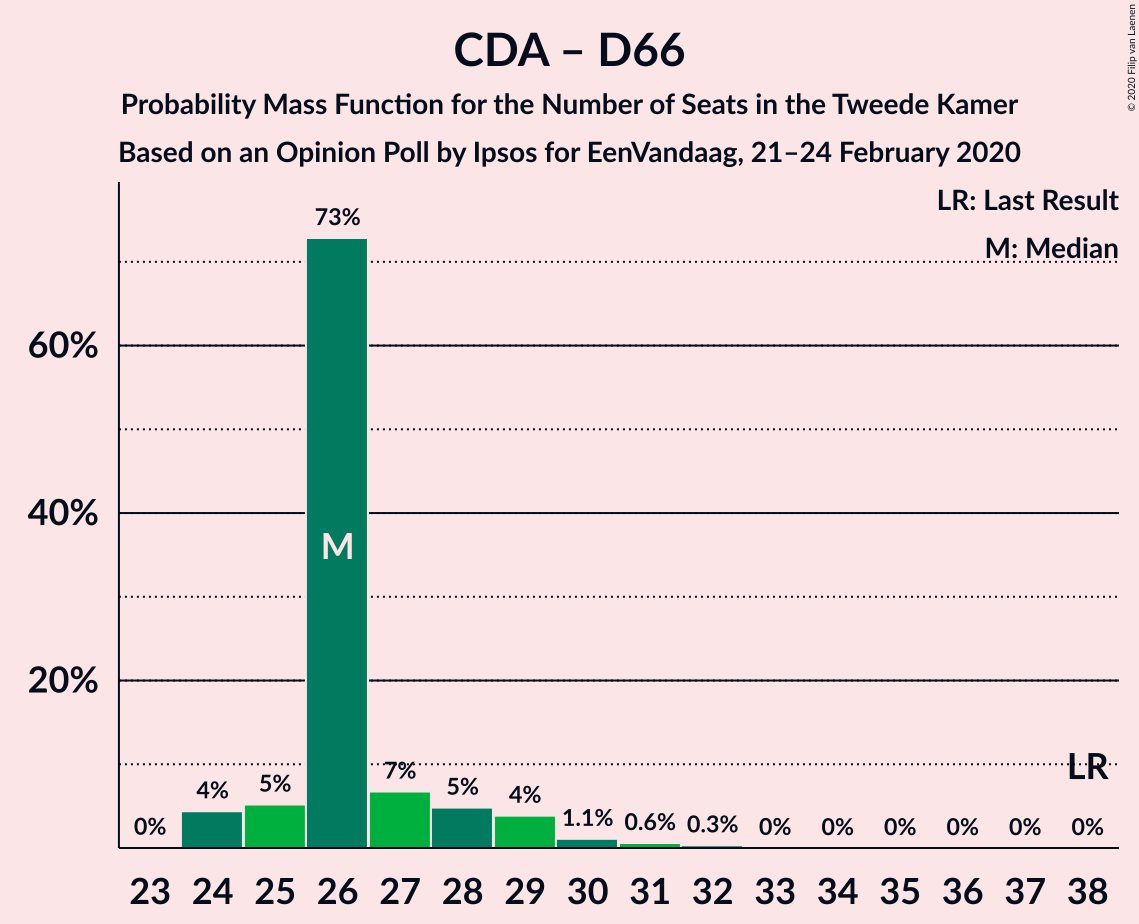 CDA – D66
Probability Mass Function for the Number of Seats in the Tweede Kamer
Based on an Opinion Poll by Ipsos for EenVandaag, 21–24 February 2020
© 2020 Filip van Laenen
LR: Last Result
M: Median
73%
60%
40%
M
20%
LR
0% 4% 5% 7% 5% 4% 1.1% 0.6% 0.3% 0% 0% 0% 0% 0% 0%
23 24 25 26 27 28 29 30 31 32 33 34 35 36 37 38